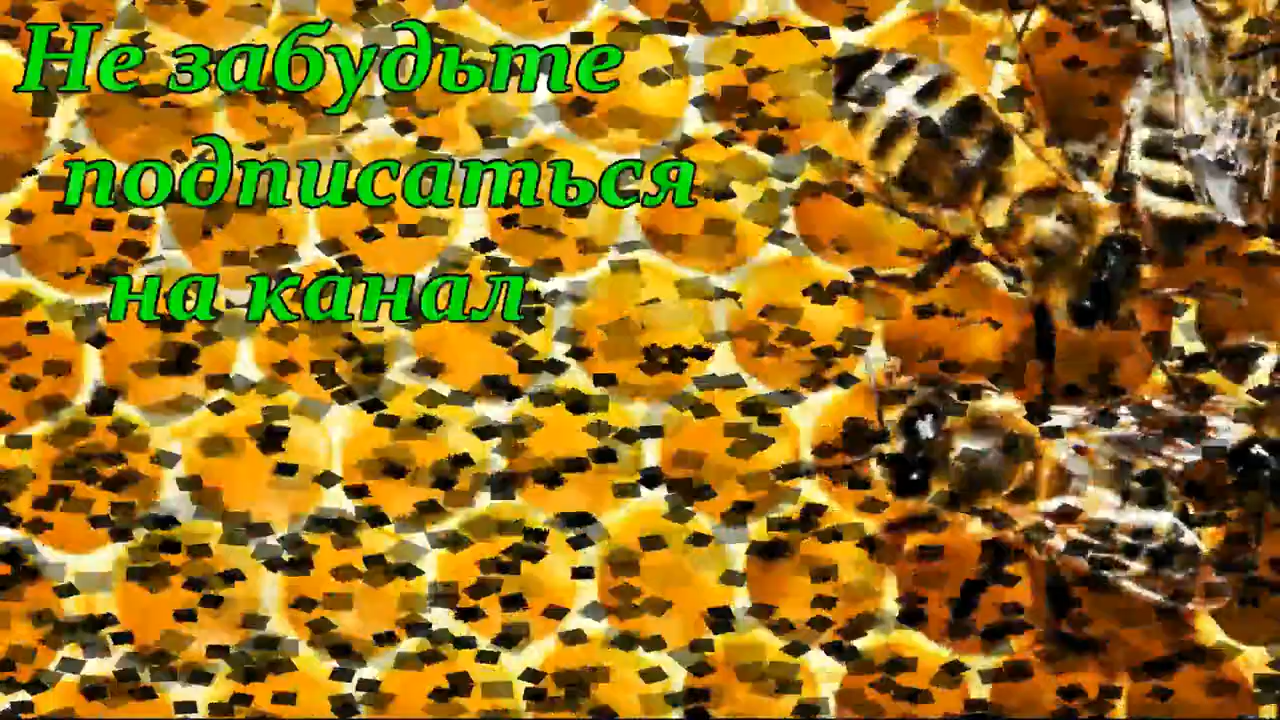 Не забудьте
подписаться
на канал